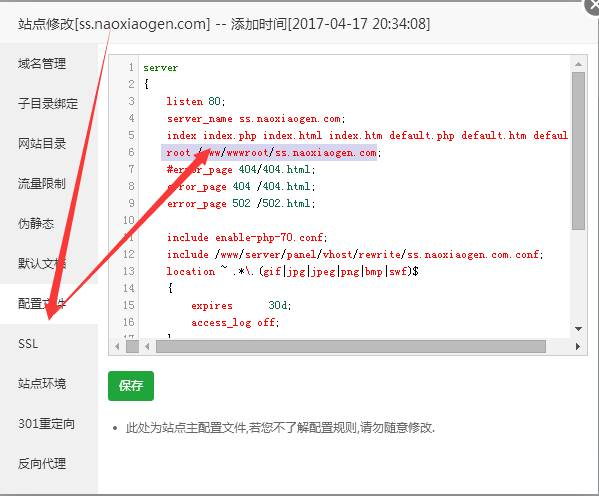 站点修改[ss.naoxiaogen.com] -- 添加时间[2017-04-17 20:34:08]
域名管理
子目录绑定
网站目录
流量限制
伪静态
默认文档
配置文件
SSL
站点环境
301重定向
反向代理
1 server
2 {
3 listen 80;
4 server_name ss.naoxiaogen.com;
5 index index.php index.html index.htm default.php default.htm defaul
6 root /www/wwwroot/ss.naoxiaogen.com;
7 #error_page 404/404.html;
8 error_page 404 /404.html;
9 error_page 502 /502.html;
10
11 include enable-php-70.conf;
12 include /www/server/panel/vhost/rewrite/ss.naoxiaogen.com.conf;
13 location ~ .*\.(gif|jpg|jpeg|png|bmp|swf)$
14 {
15 expires 30d;
16 access_log off;
17 }
保存
此处为站点主配置文件,若您不了解配置规则,请勿随意修改.